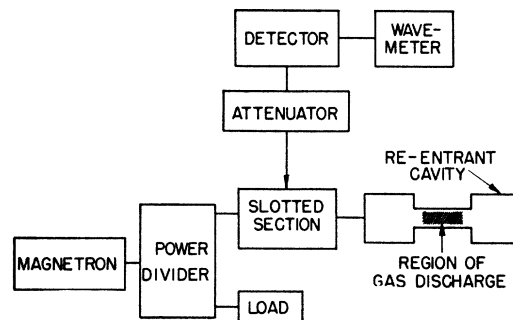 DETECTOR
WAVE-
METER
ATTENUATOR
RE-ENTRANT
CAVITY
SLOTTED
SECTION
MAGNETRON
POWER
DIVIDER
REGION OF
GAS DISCHARGE
LOAD